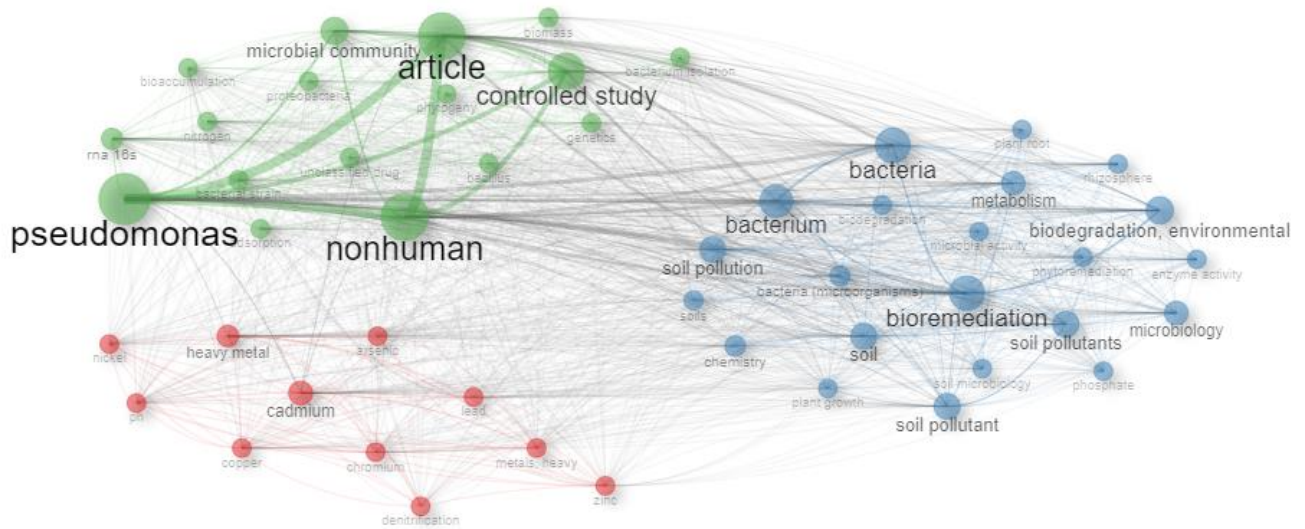 biomass
microbial community
article
bacterium isolation
bioaccumulation
proteobacteria
controlled study
phylogeny
nitrogen
genetics
rna 16s
unclassified drug
bacillus
bacterial strain
pseudomonas
adsorption
nonhuman
plant root
bacteria
rhizosphere
metabolism
bacterium
biodegradation
biodegradation, environmental
microbial activity
soil pollution
phytoremediation
enzyme activity
bacteria (microorganisms)
soils
bioremediation
microbiology
soil pollutants
soil
chemistry
soil microbiology
phosphate
plant growth
soil pollutant
nickel
heavy metal
arsenic
ph
cadmium
lead
copper
chromium
metals, heavy
zinc
denitrification